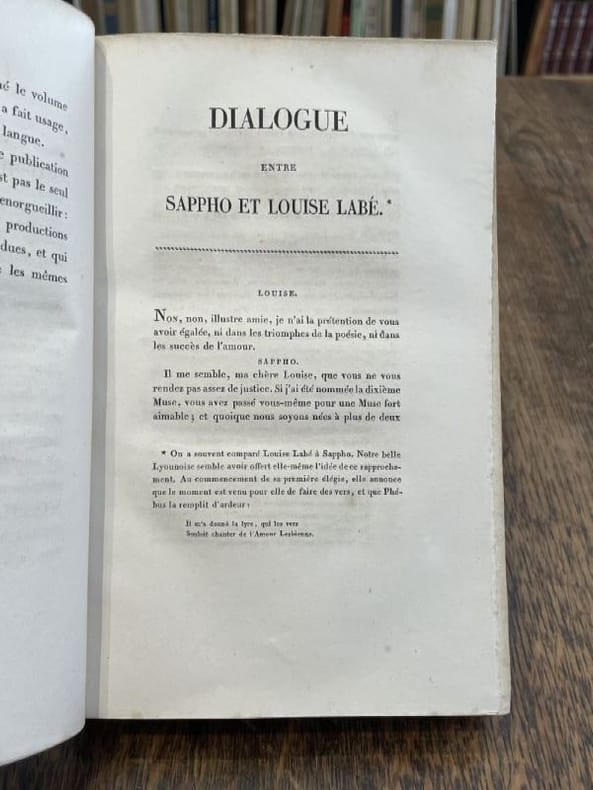 né le volume
a fait usage,
langue.
publication
st pas le seul
enorgueillir:
productions
dues, et qui
les mêmes
DIALOGUE
ENTRE
SAPPHO ET LOUISE LABÉ.*
LOUISE.
Non, non, illustre amie, je n'ai la prétention de vous
avoir égalée, ni dans les triomphes de la poésie, ni dans
les succès de l'amour.
SAPPHO.
Il me semble, ma chère Louise, que vous ne vous
rendez pas assez de justice. Si j'ai été nommée la dixième
Muse, vous avez passé vous-même pour une Muse fort
aimable; et quoique nous soyons nées à plus de deux
* On a souvent comparé Louise Labé à Sappho. Notre belle
Lyonnoise semble avoir offert elle-même l'idée de ce rapproche-
ment. Au commencement de sa première élégie, elle annonce
que le moment est venu pour elle de faire des vers, et que Phé-
bus la remplit d'ardeur:
Il m'a donné la lyre, qui les vers
Souloit chanter de l'Amour Lesbienne.